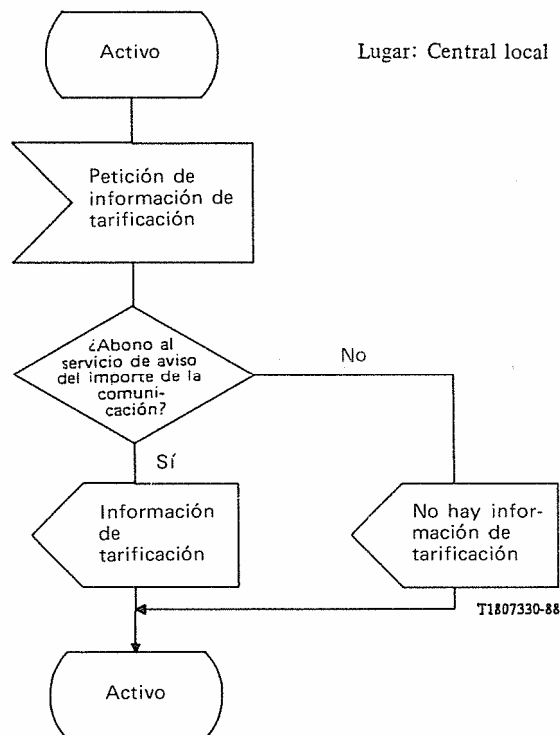 Activo
Lugar: Central local
Petición de
información de
tarificación
¿Abono al
servicio de aviso
del importe de la
comuni-
cación?
No
Sí
Información
de
tarificación
No hay infor-
mación de
tarificación
T1807330-88
Activo